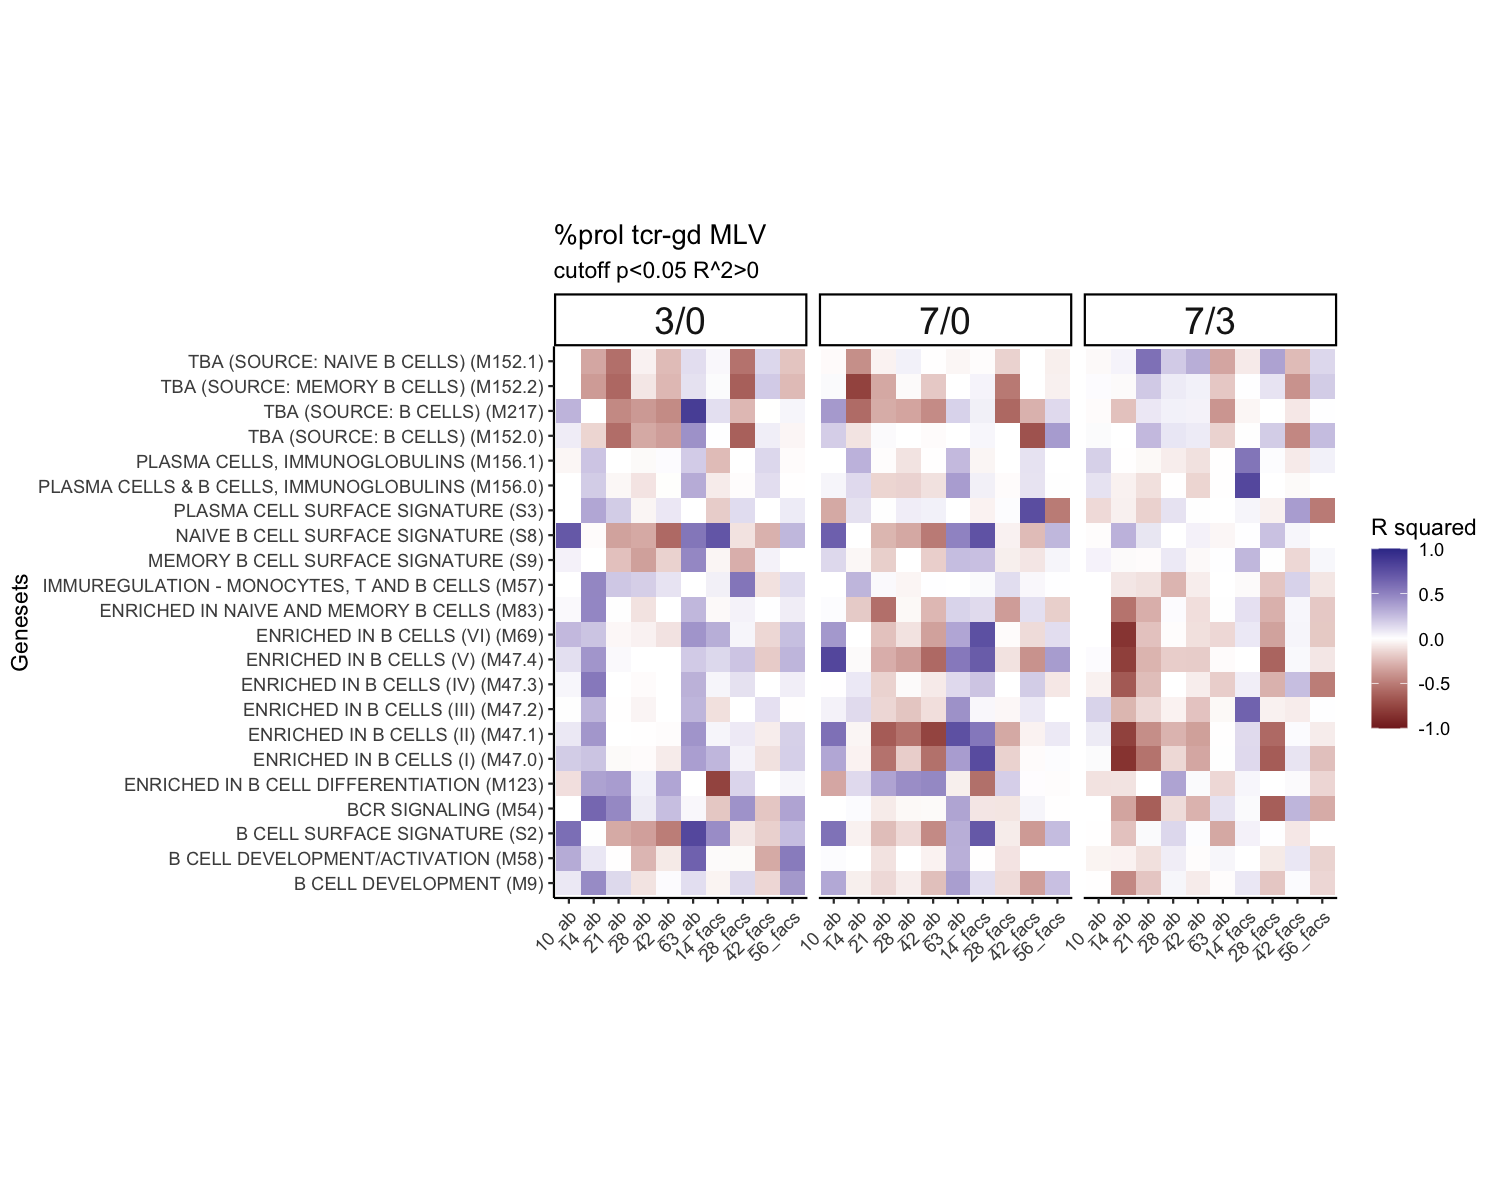 %prol tcr-gd MLV
cutoff p<0.05 R^2>0
3/0
7/0
7/3
Genesets
TBA (SOURCE: NAIVE B CELLS) (M152.1)
TBA (SOURCE: MEMORY B CELLS) (M152.2)
TBA (SOURCE: B CELLS) (M217)
TBA (SOURCE: B CELLS) (M152.0)
PLASMA CELLS, IMMUNOGLOBULINS (M156.1)
PLASMA CELLS & B CELLS, IMMUNOGLOBULINS (M156.0)
PLASMA CELL SURFACE SIGNATURE (S3)
NAIVE B CELL SURFACE SIGNATURE (S8)
MEMORY B CELL SURFACE SIGNATURE (S9)
IMMUREGULATION - MONOCYTES, T AND B CELLS (M57)
ENRICHED IN NAIVE AND MEMORY B CELLS (M83)
ENRICHED IN B CELLS (VI) (M69)
ENRICHED IN B CELLS (V) (M47.4)
ENRICHED IN B CELLS (IV) (M47.3)
ENRICHED IN B CELLS (III) (M47.2)
ENRICHED IN B CELLS (II) (M47.1)
ENRICHED IN B CELLS (I) (M47.0)
ENRICHED IN B CELL DIFFERENTIATION (M123)
BCR SIGNALING (M54)
B CELL SURFACE SIGNATURE (S2)
B CELL DEVELOPMENT/ACTIVATION (M58)
B CELL DEVELOPMENT (M9)
10_ab
14_ab
21_ab
28_ab
42_ab
63_ab
14_facs
28_facs
42_facs
56_facs
10_ab
14_ab
21_ab
28_ab
42_ab
63_ab
14_facs
28_facs
42_facs
56_facs
10_ab
14_ab
21_ab
28_ab
42_ab
63_ab
14_facs
28_facs
42_facs
56_facs
R squared
1.0
0.5
0.0
-0.5
-1.0